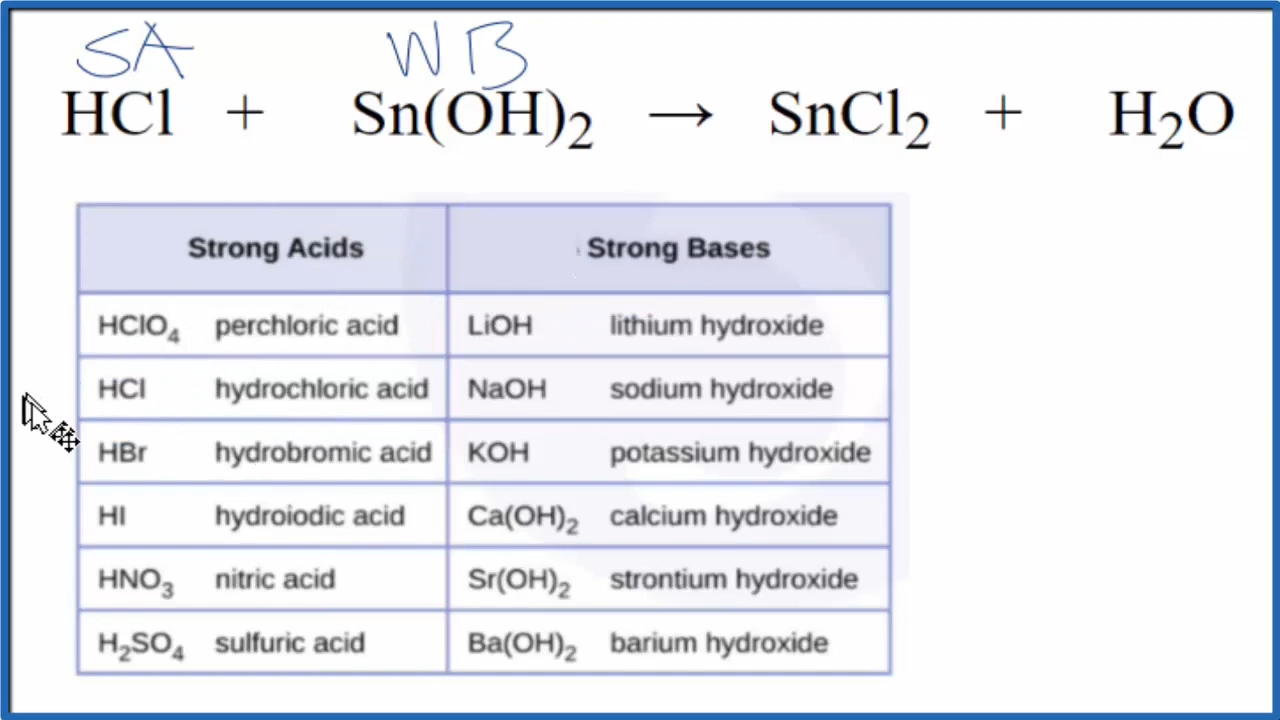 SA WB
HCl + Sn(OH)₂ → SnCl₂ + H₂O
Strong Acids Strong Bases
HClO₄ perchloric acid LiOH lithium hydroxide
HCl hydrochloric acid NaOH sodium hydroxide
HBr hydrobromic acid KOH potassium hydroxide
HI hydroiodic acid Ca(OH)₂ calcium hydroxide
HNO₃ nitric acid Sr(OH)₂ strontium hydroxide
H₂SO₄ sulfuric acid Ba(OH)₂ barium hydroxide